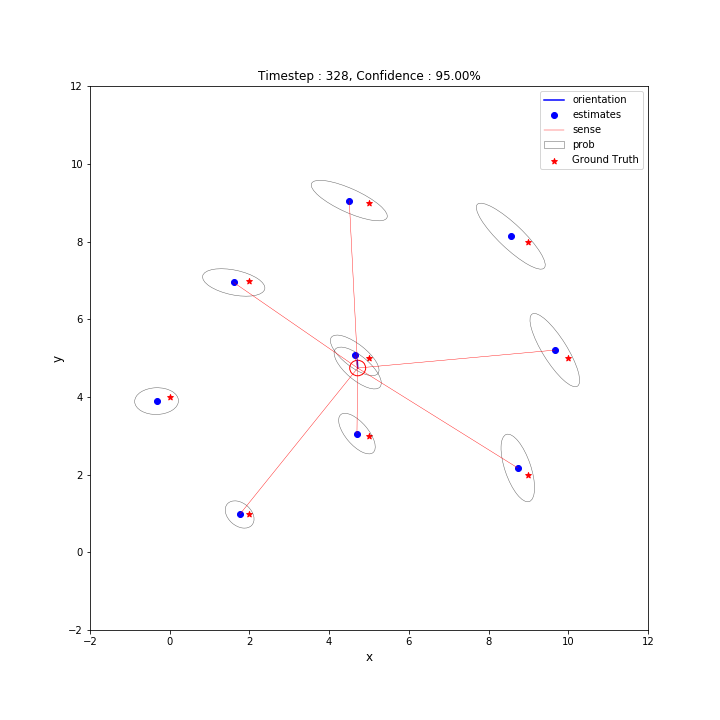 Timestep : 328, Confidence : 95.00%
orientation
estimates
sense
prob
Ground Truth
12
10
8
6
4
2
0
−2
y
−2 0 2 4 6 8 10 12
x